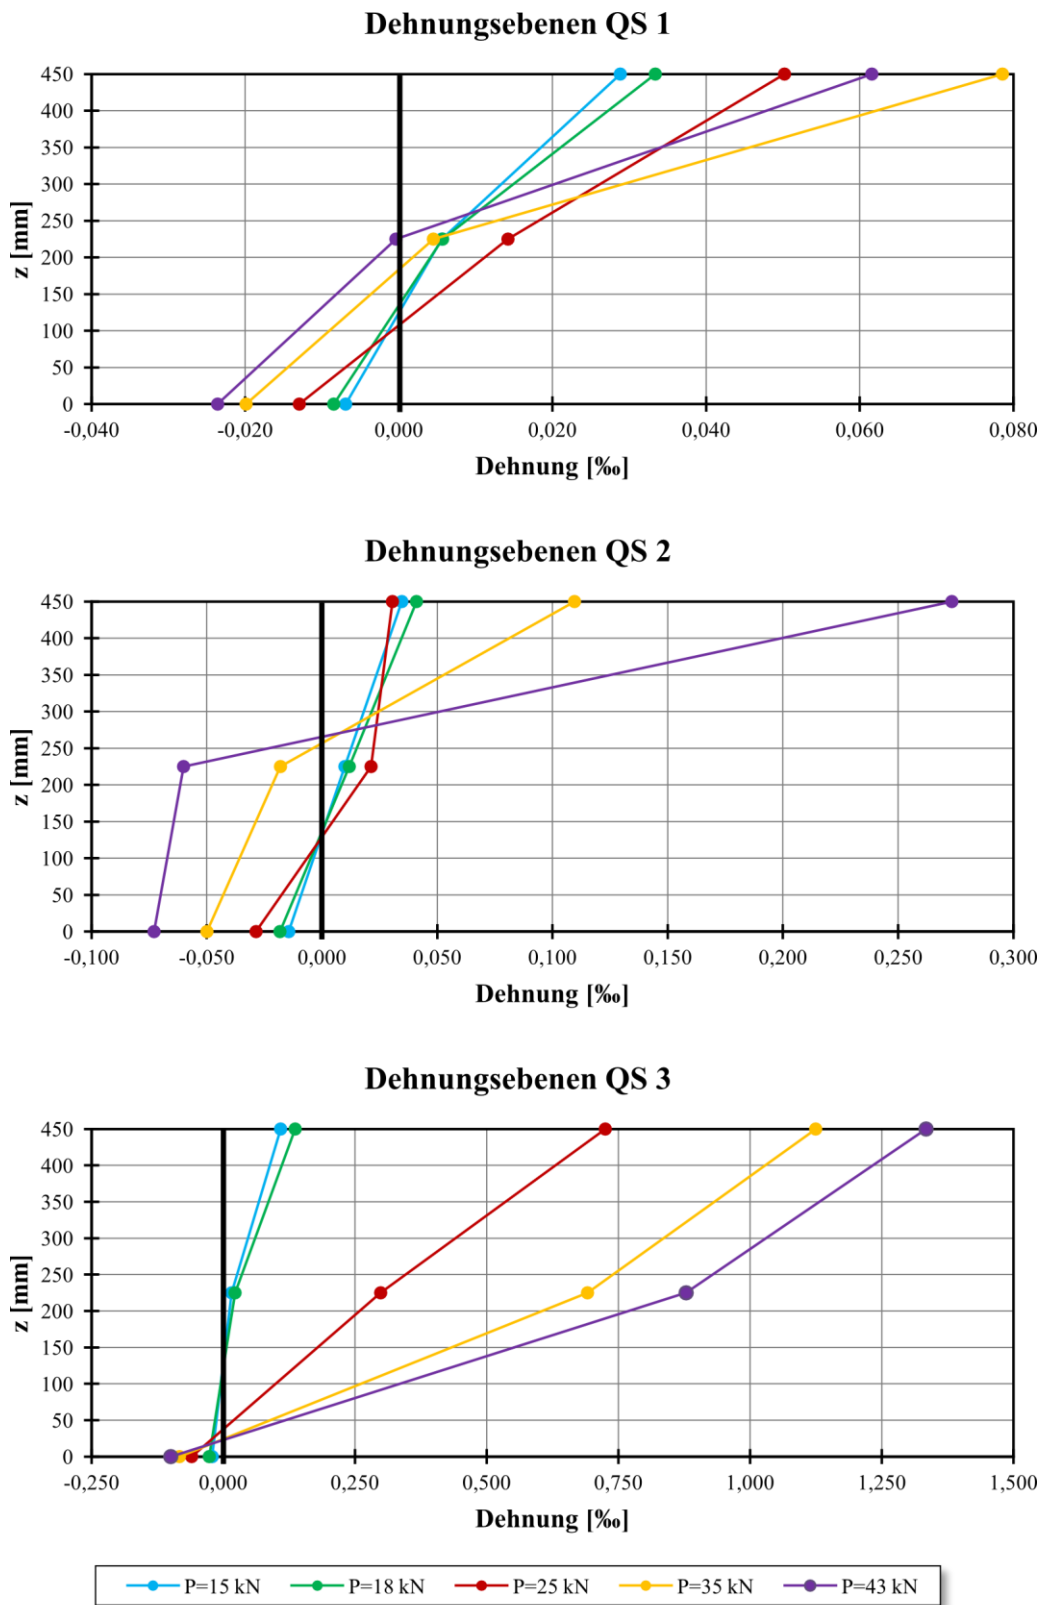 Dehnungsebenen QS 1
450
400
350
300
250
200
150
100
50
0
z [mm]
-0,040 -0,020 0,000 0,020 0,040 0,060 0,080
Dehnung [‰]
Dehnungsebenen QS 2
450
400
350
300
250
200
150
100
50
0
z [mm]
-0,100 -0,050 0,000 0,050 0,100 0,150 0,200 0,250 0,300
Dehnung [‰]
Dehnungsebenen QS 3
450
400
350
300
250
200
150
100
50
0
z [mm]
-0,250 0,000 0,250 0,500 0,750 1,000 1,250 1,500
Dehnung [‰]
P=15 kN P=18 kN P=25 kN P=35 kN P=43 kN